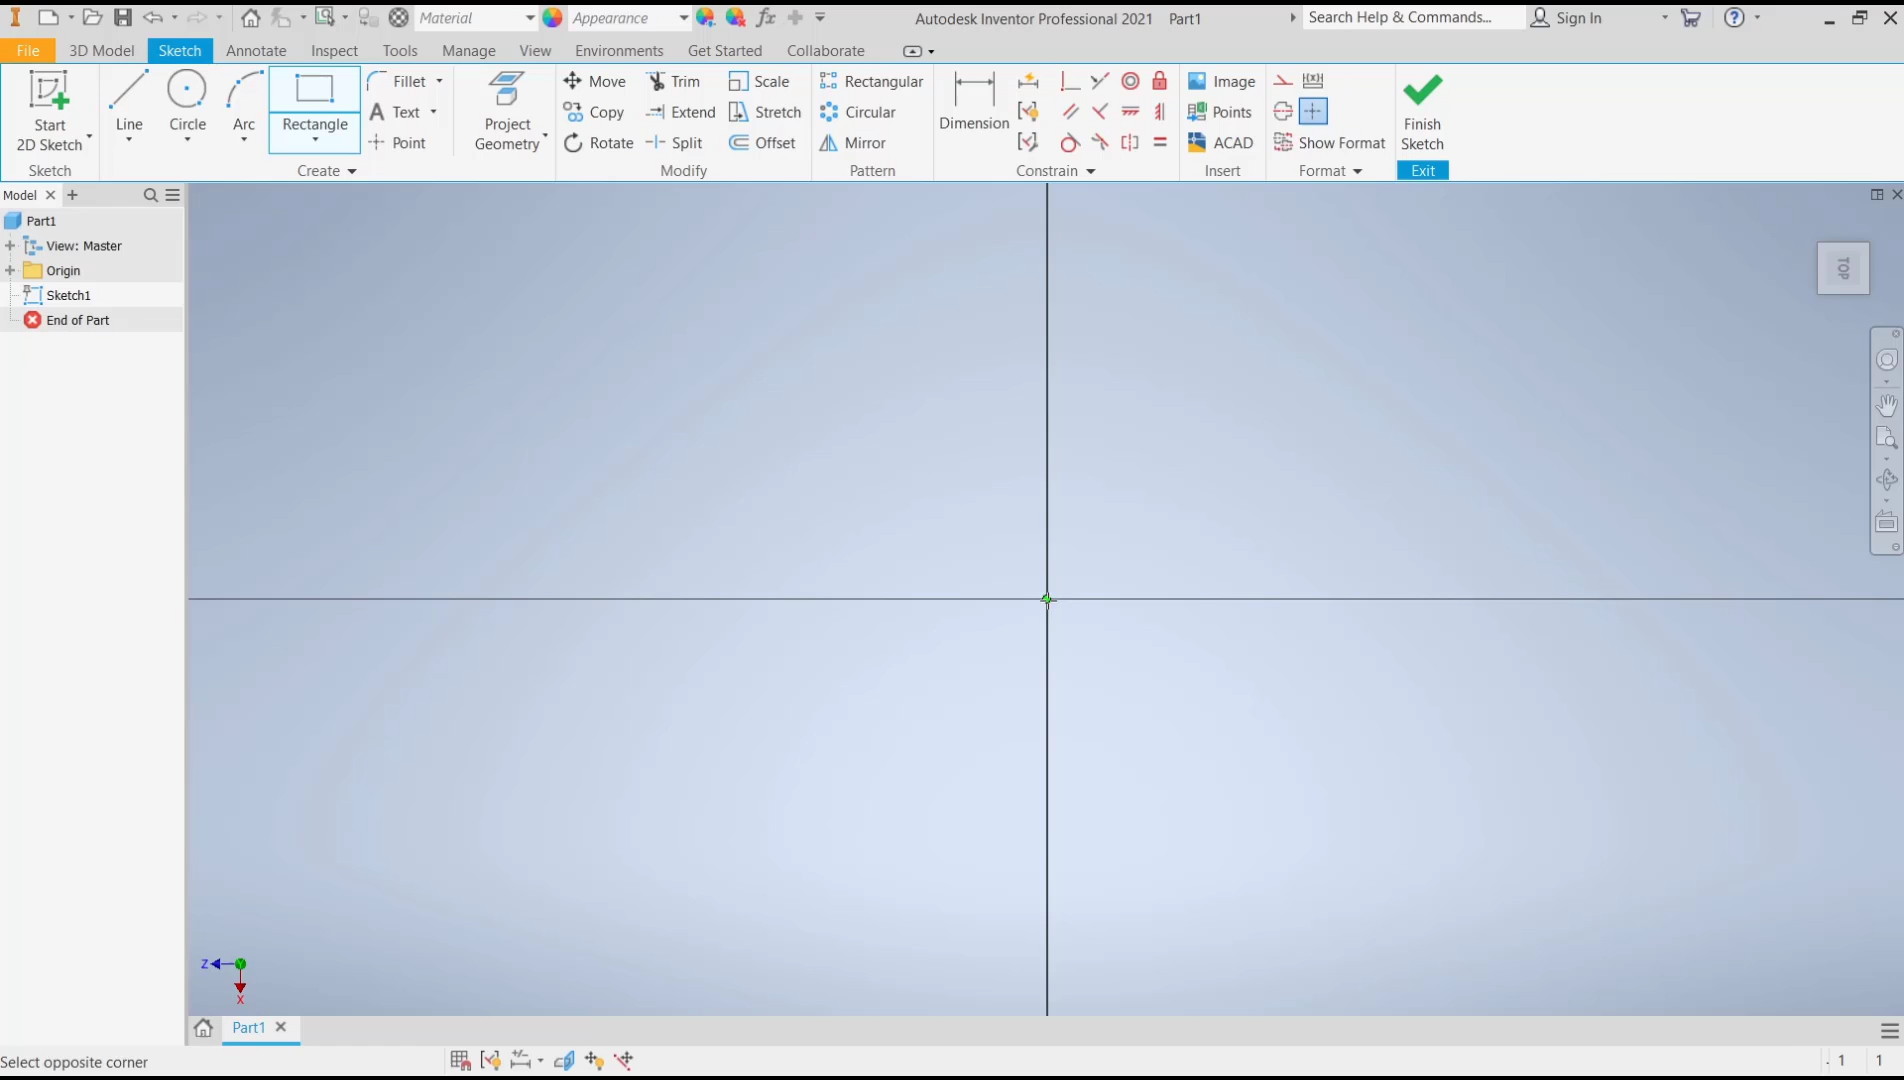 Material
Appearance
Autodesk Inventor Professional 2021 Part1
Search Help & Commands...
Sign In
File
3D Model
Sketch
Annotate
Inspect
Tools
Manage
View
Environments
Get Started
Collaborate
Start
2D Sketch
Line
Circle
Arc
Rectangle
Fillet
Text
Point
Project
Geometry
Move
Copy
Rotate
Trim
Extend
Split
Scale
Stretch
Offset
Rectangular
Circular
Mirror
Dimension
Image
Points
ACAD
Show Format
Finish
Sketch
Sketch
Create
Modify
Pattern
Constrain
Insert
Format
Exit
Model
Part1
View: Master
Origin
Sketch1
End of Part
TOP
Z
Y
X
Part1
Select opposite corner
1
1